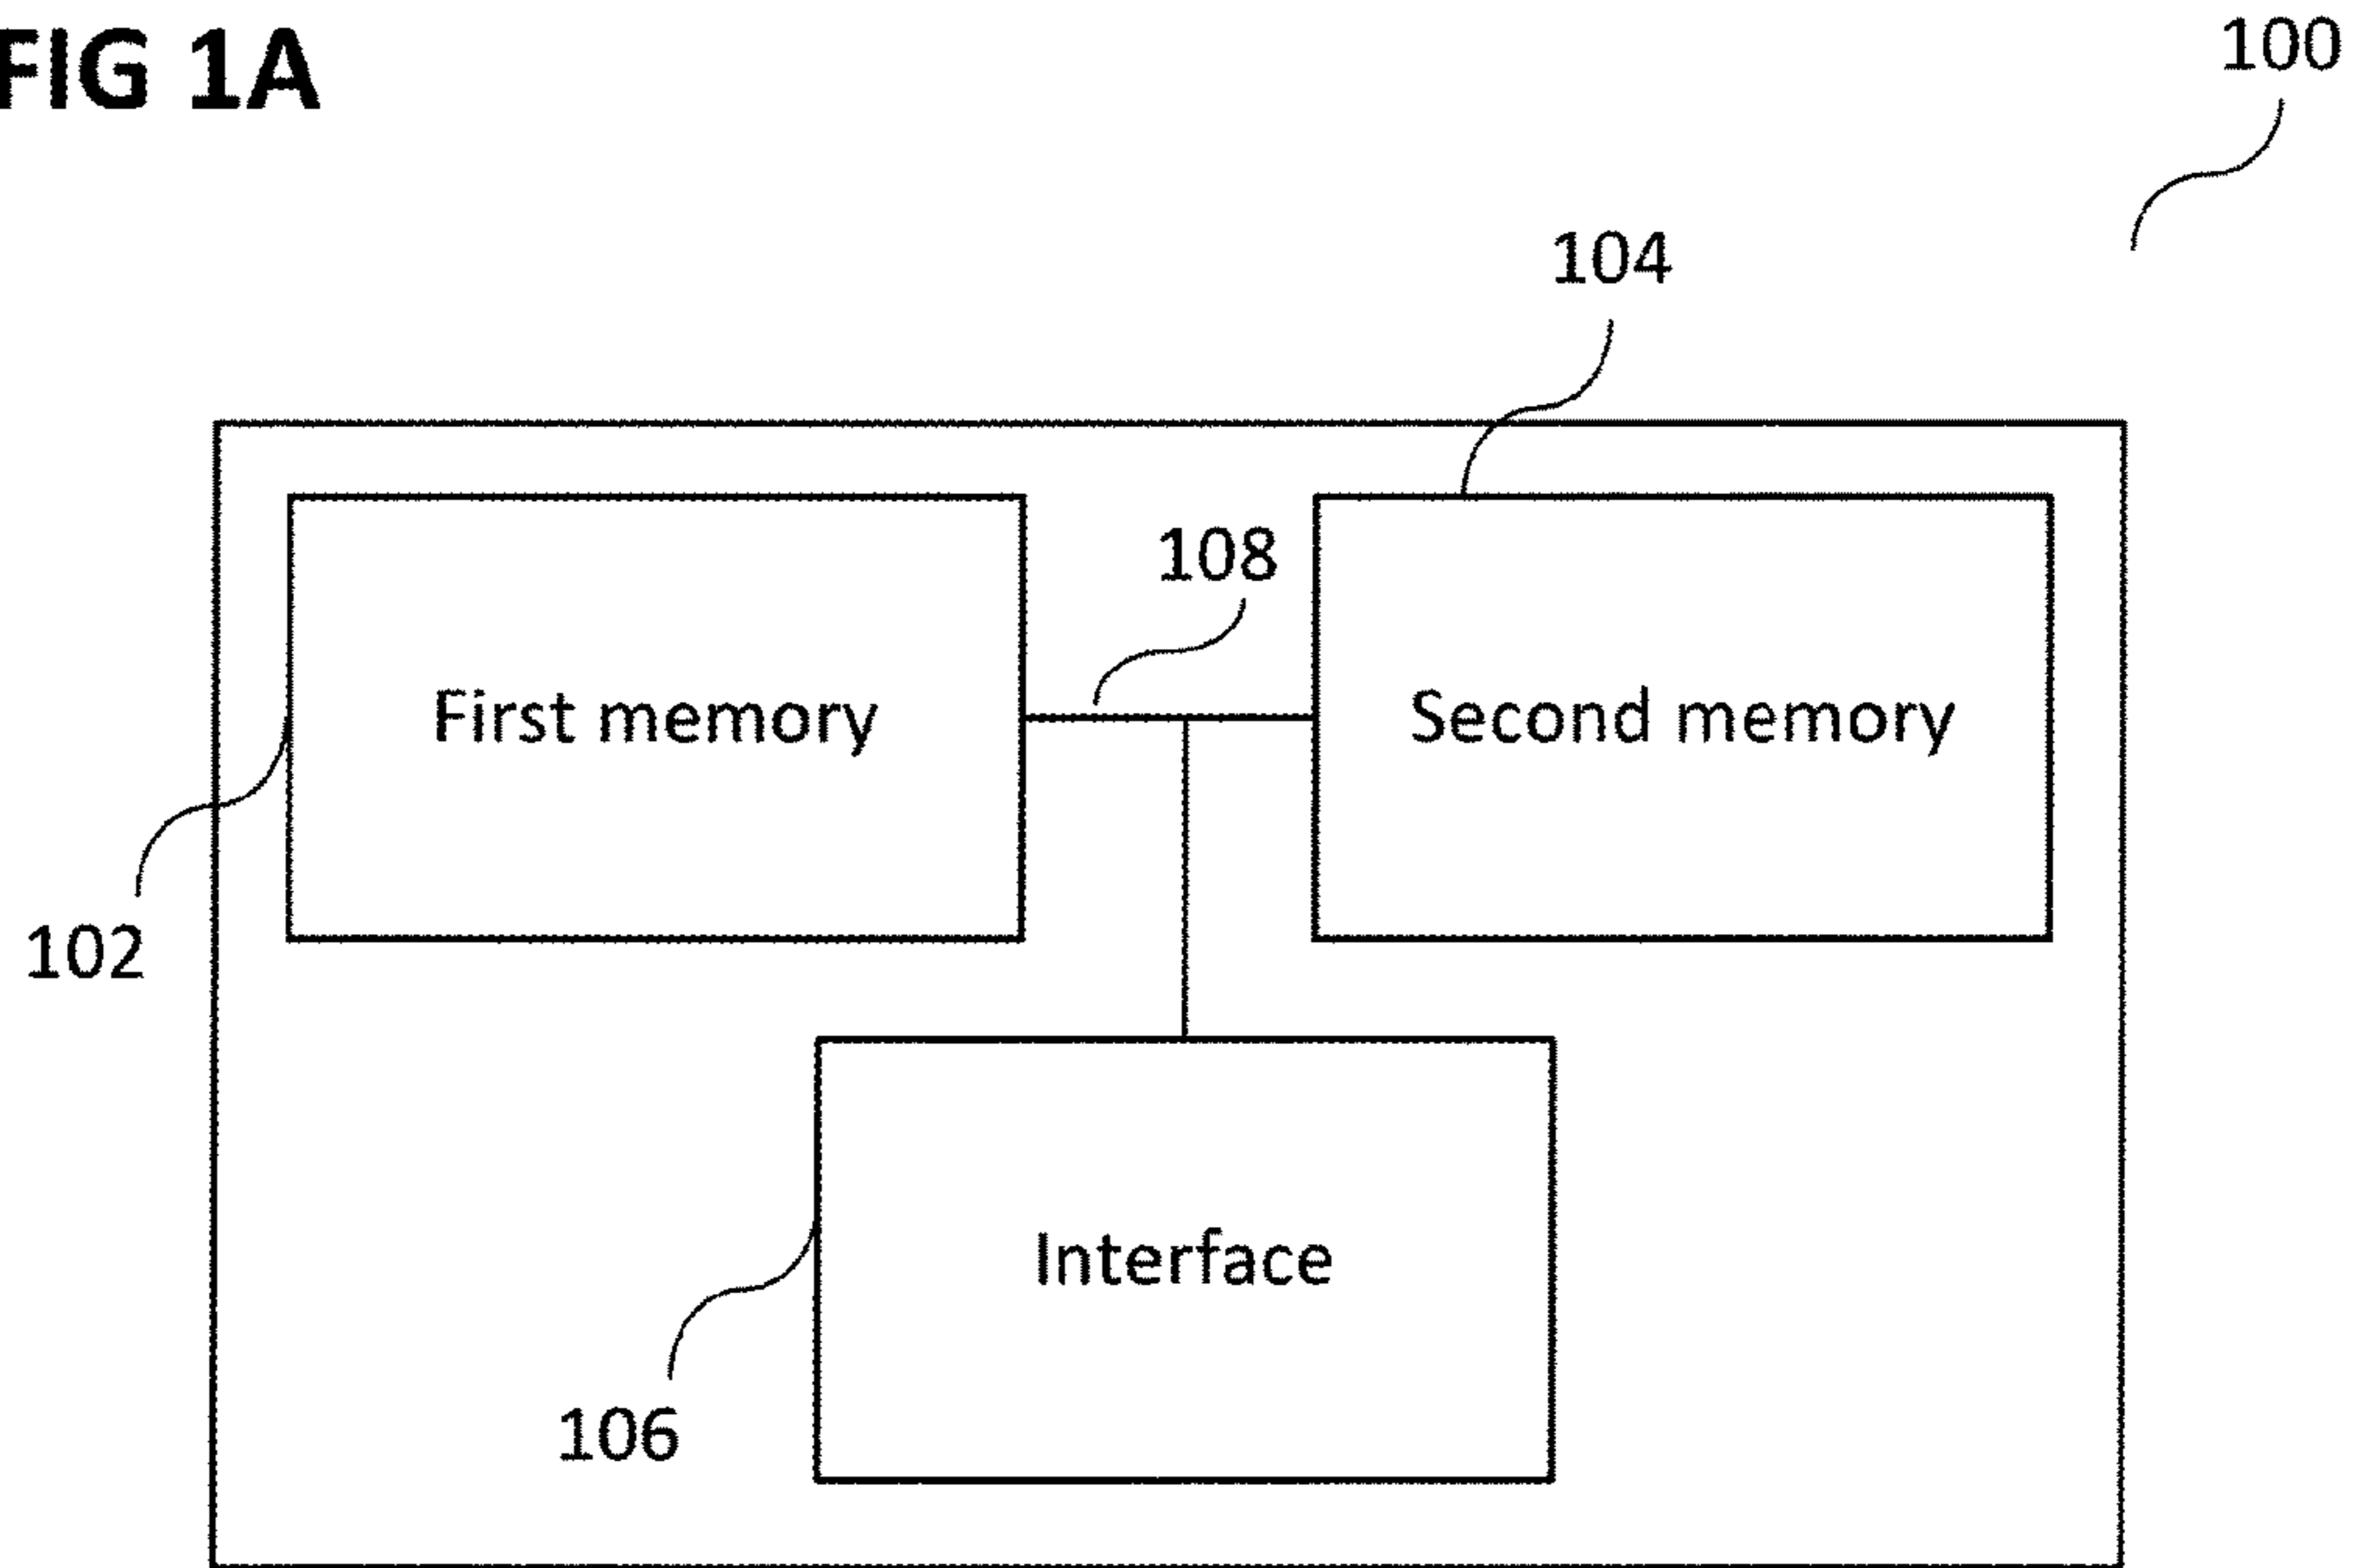 FIG 1A
100
104
108
First memory
Second memory
102
Interface
106